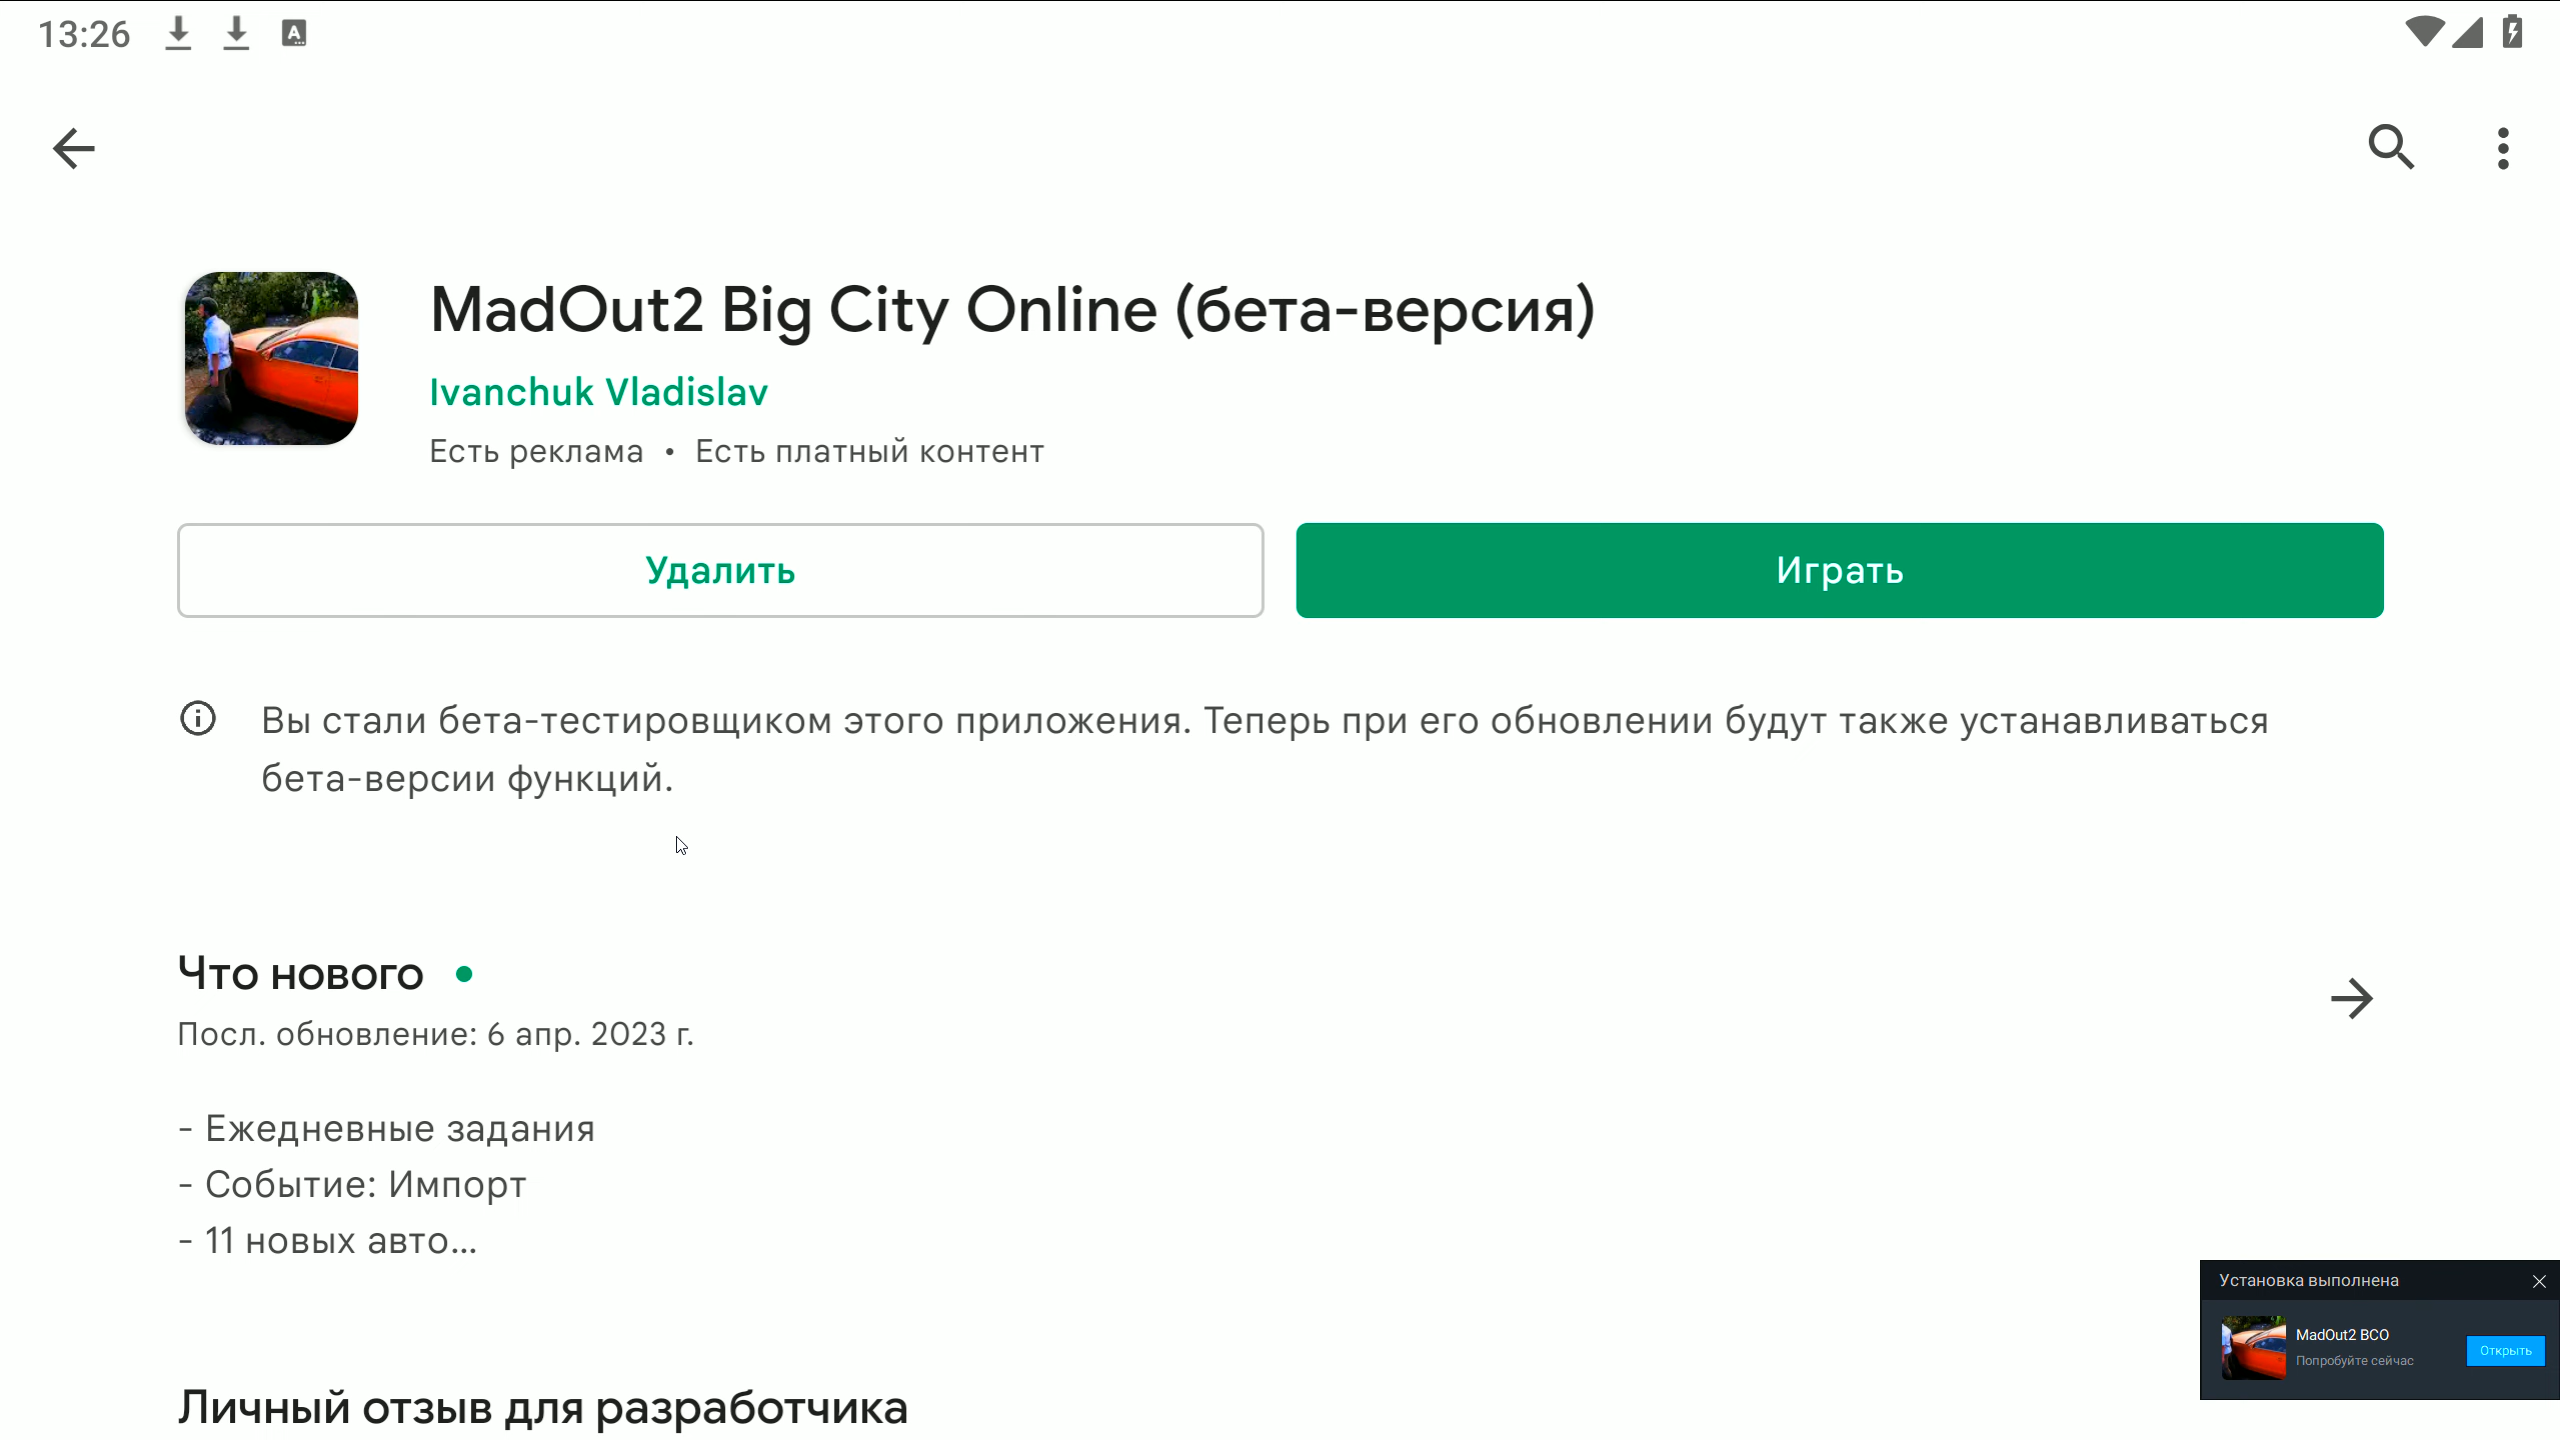 13:26
MadOut2 Big City Online (бета-версия)
Ivanchuk Vladislav
Есть реклама • Есть платный контент
Удалить
Играть
Вы стали бета-тестировщиком этого приложения. Теперь при его обновлении будут также устанавливаться
бета-версии функций.
Что нового
Посл. обновление: 6 апр. 2023 г.
- Ежедневные задания
- Событие: Импорт
- 11 новых авто...
Установка выполнена
MadOut2 BCO
Попробуйте сейчас
Открыть
Личный отзыв для разработчика